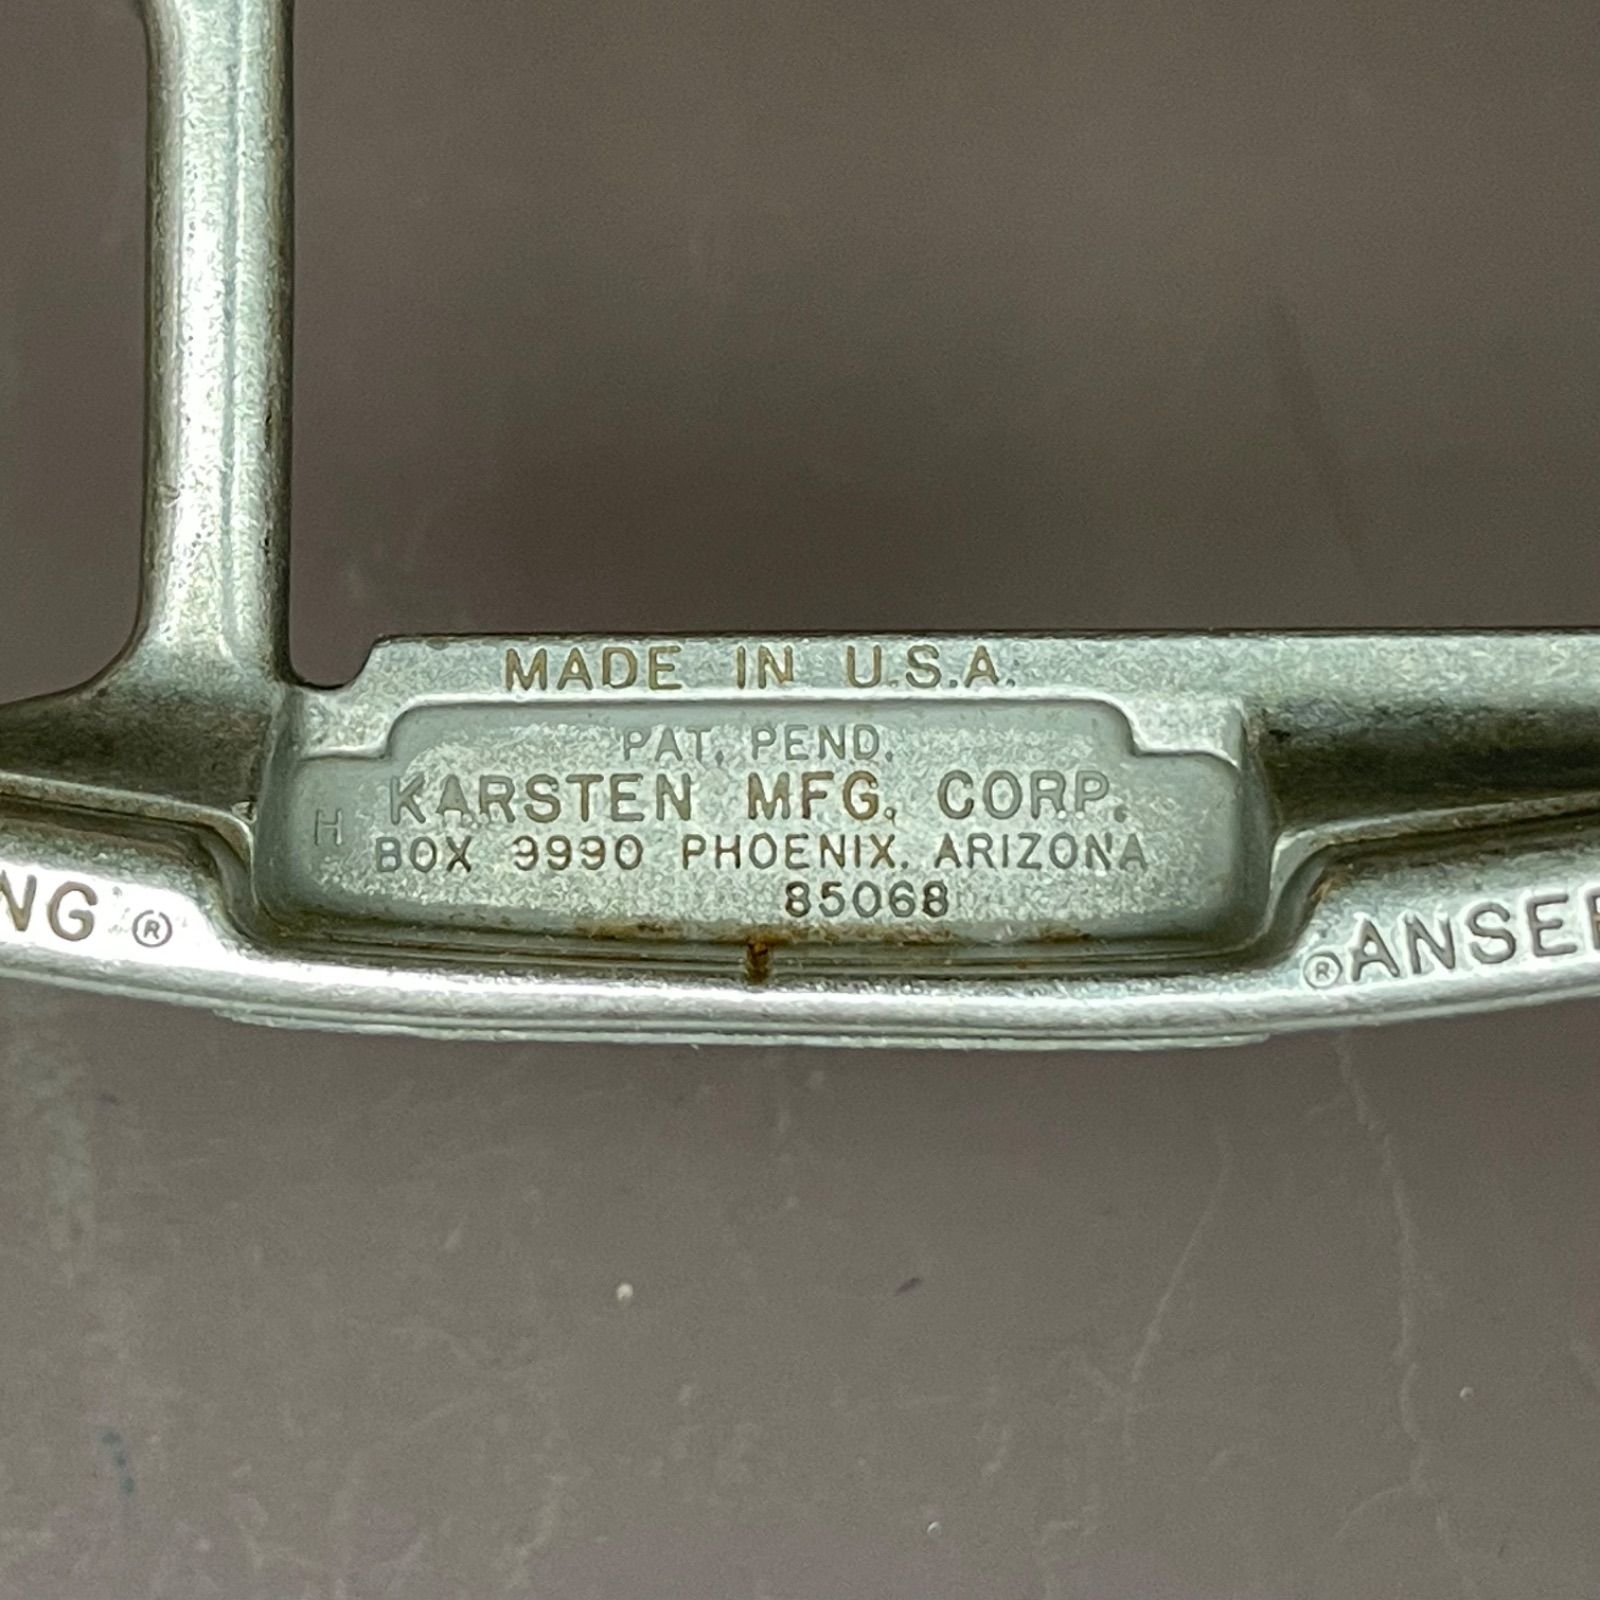 MADE IN U.S.A.
PAT. PEND.
KARSTEN MFG. CORP.
H
BOX 9990 PHOENIX, ARIZONA
85068
NG ®
® ANSE